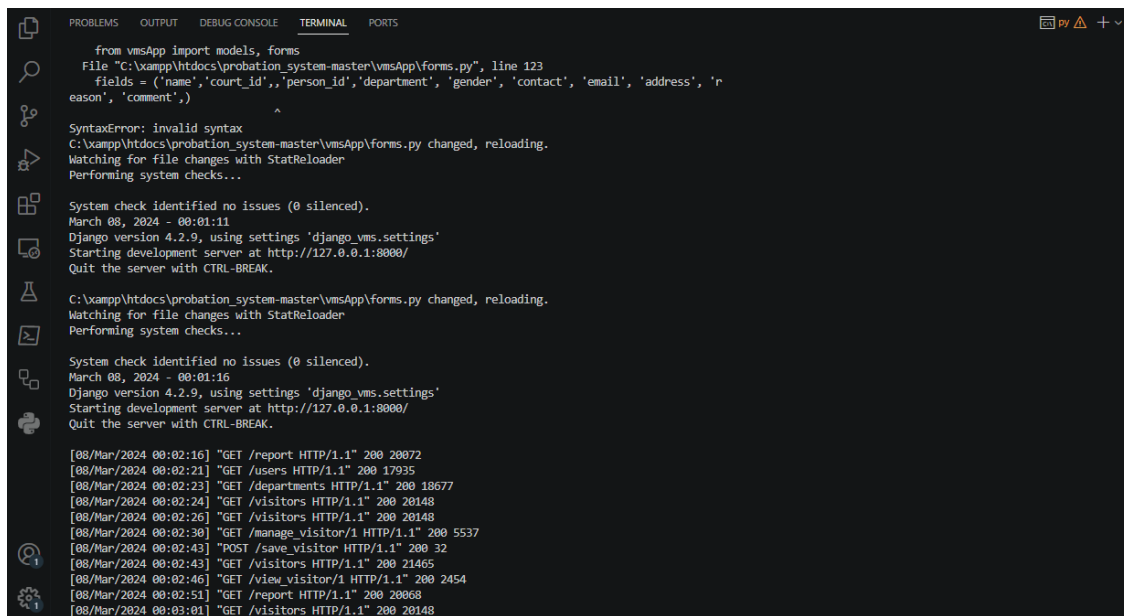 PROBLEMS OUTPUT DEBUG CONSOLE TERMINAL PORTS py
from vmsApp import models, forms
File "C:\xampp\htdocs\probation_system-master\vmsApp\forms.py", line 123
fields = ('name','court_id',,'person_id','department', 'gender', 'contact', 'email', 'address', 'r
eason', 'comment',)
^
SyntaxError: invalid syntax
C:\xampp\htdocs\probation_system-master\vmsApp\forms.py changed, reloading.
Watching for file changes with StatReloader
Performing system checks...
System check identified no issues (0 silenced).
March 08, 2024 - 00:01:11
Django version 4.2.9, using settings 'django_vms.settings'
Starting development server at http://127.0.0.1:8000/
Quit the server with CTRL-BREAK.
C:\xampp\htdocs\probation_system-master\vmsApp\forms.py changed, reloading.
Watching for file changes with StatReloader
Performing system checks...
System check identified no issues (0 silenced).
March 08, 2024 - 00:01:16
Django version 4.2.9, using settings 'django_vms.settings'
Starting development server at http://127.0.0.1:8000/
Quit the server with CTRL-BREAK.
[08/Mar/2024 00:02:16] "GET /report HTTP/1.1" 200 20072
[08/Mar/2024 00:02:21] "GET /users HTTP/1.1" 200 17935
[08/Mar/2024 00:02:23] "GET /departments HTTP/1.1" 200 18677
[08/Mar/2024 00:02:24] "GET /visitors HTTP/1.1" 200 20148
[08/Mar/2024 00:02:26] "GET /visitors HTTP/1.1" 200 20148
[08/Mar/2024 00:02:30] "GET /manage_visitor/1 HTTP/1.1" 200 5537
[08/Mar/2024 00:02:43] "POST /save_visitor HTTP/1.1" 200 32
[08/Mar/2024 00:02:43] "GET /visitors HTTP/1.1" 200 21465
[08/Mar/2024 00:02:46] "GET /view_visitor/1 HTTP/1.1" 200 2454
[08/Mar/2024 00:02:51] "GET /report HTTP/1.1" 200 20068
[08/Mar/2024 00:03:01] "GET /visitors HTTP/1.1" 200 20148
1
1